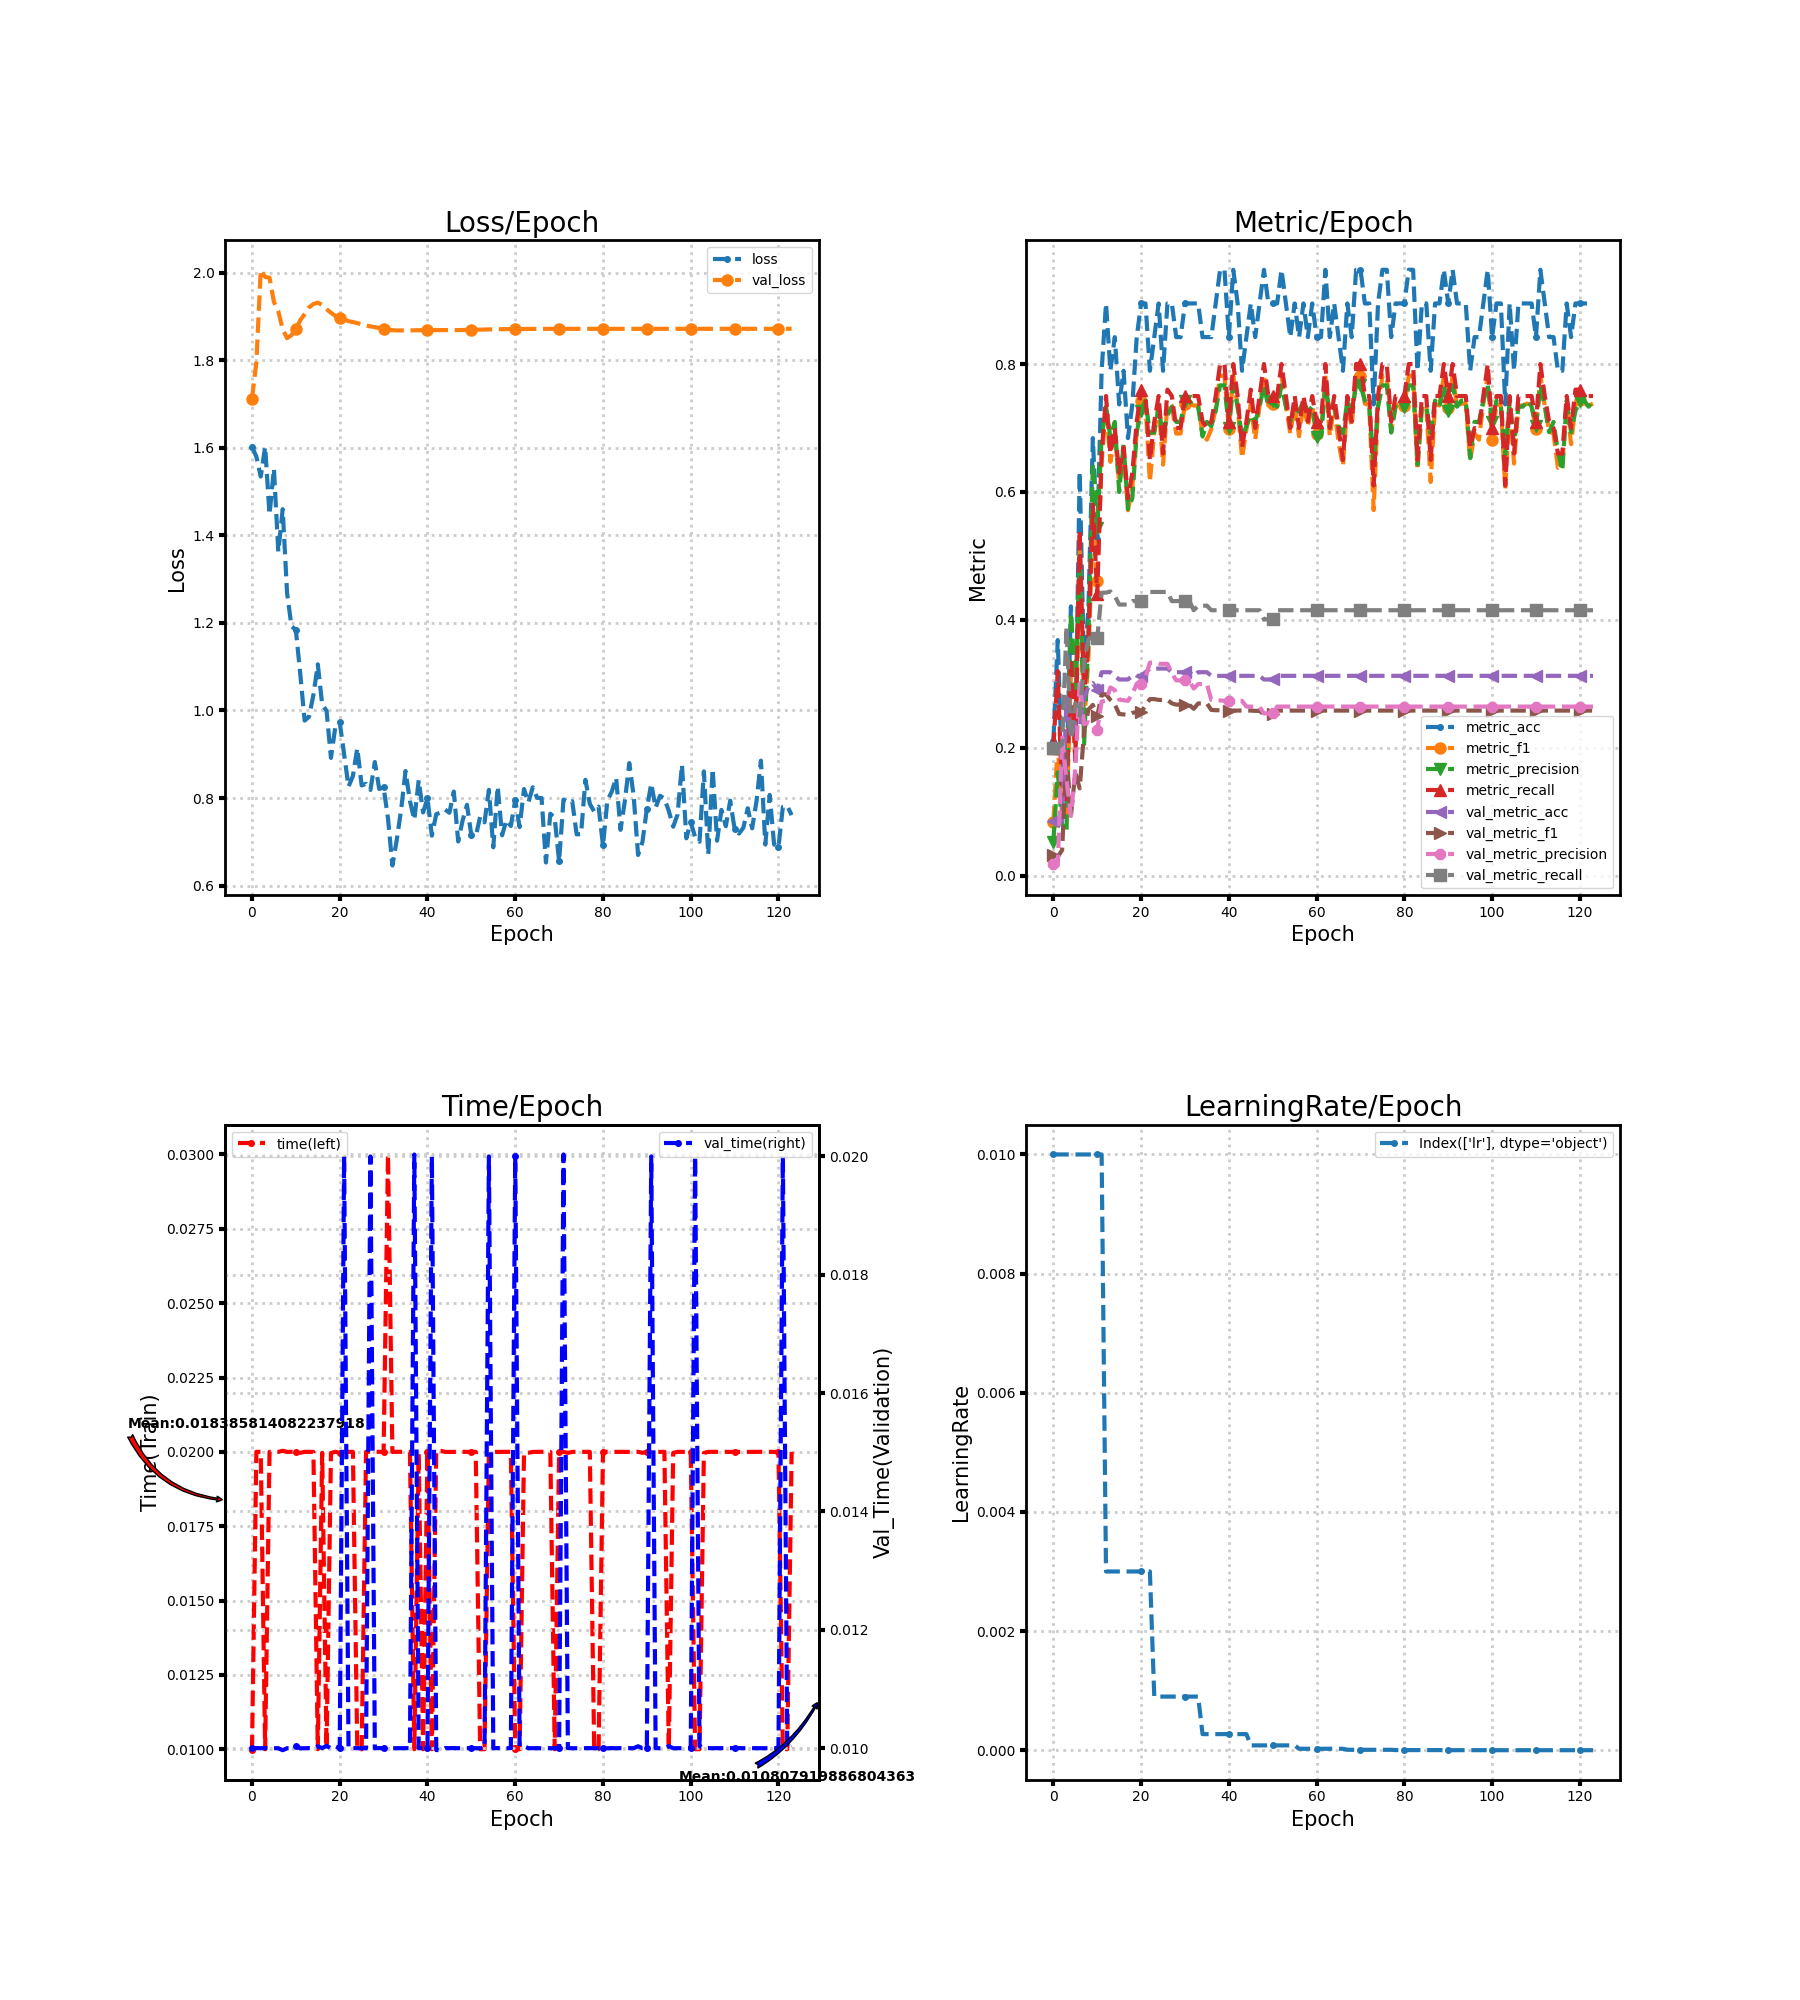 Loss/Epoch
2.0
1.8
1.6
1.4
1.2
1.0
0.8
0.6
Loss
loss
val_loss
0 20 40 60 80 100 120
Epoch
Metric/Epoch
0.8
0.6
0.4
0.2
0.0
Metric
metric_acc
metric_f1
metric_precision
metric_recall
val_metric_acc
val_metric_f1
val_metric_precision
val_metric_recall
0 20 40 60 80 100 120
Epoch
Time/Epoch
time(left)
val_time(right)
0.0300
0.0275
0.0250
0.0225
0.0200
0.0175
0.0150
0.0125
0.0100
Time(Train)
Mean:0.018385814082237918
0.020
0.018
0.016
0.014
0.012
0.010
Val_Time(Validation)
Mean:0.010807919886804363
0 20 40 60 80 100 120
Epoch
LearningRate/Epoch
Index(['lr'], dtype='object')
0.010
0.008
0.006
0.004
0.002
0.000
LearningRate
0 20 40 60 80 100 120
Epoch